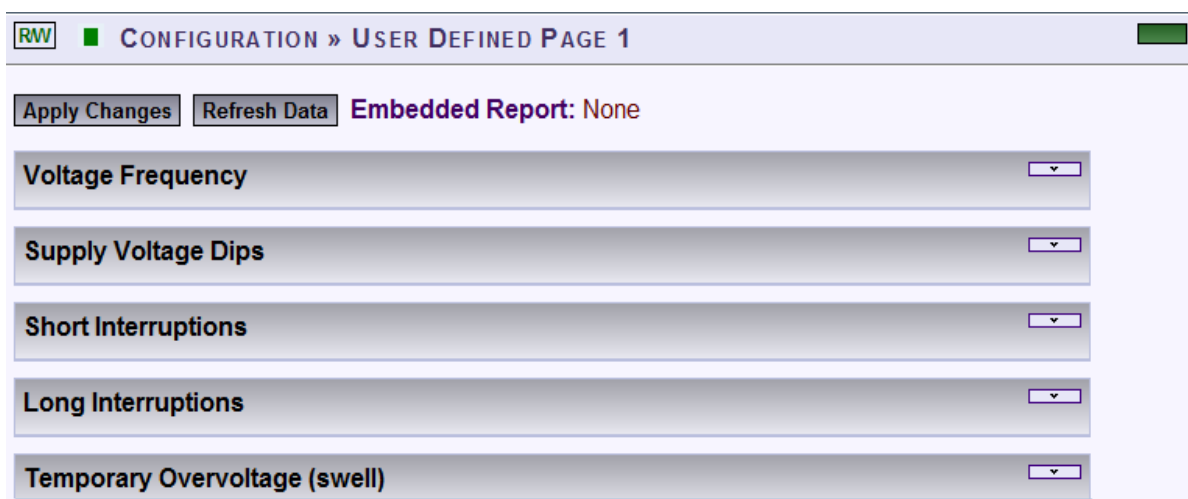 R/W CONFIGURATION » USER DEFINED PAGE 1
Apply Changes Refresh Data Embedded Report: None
Voltage Frequency
Supply Voltage Dips
Short Interruptions
Long Interruptions
Temporary Overvoltage (swell)